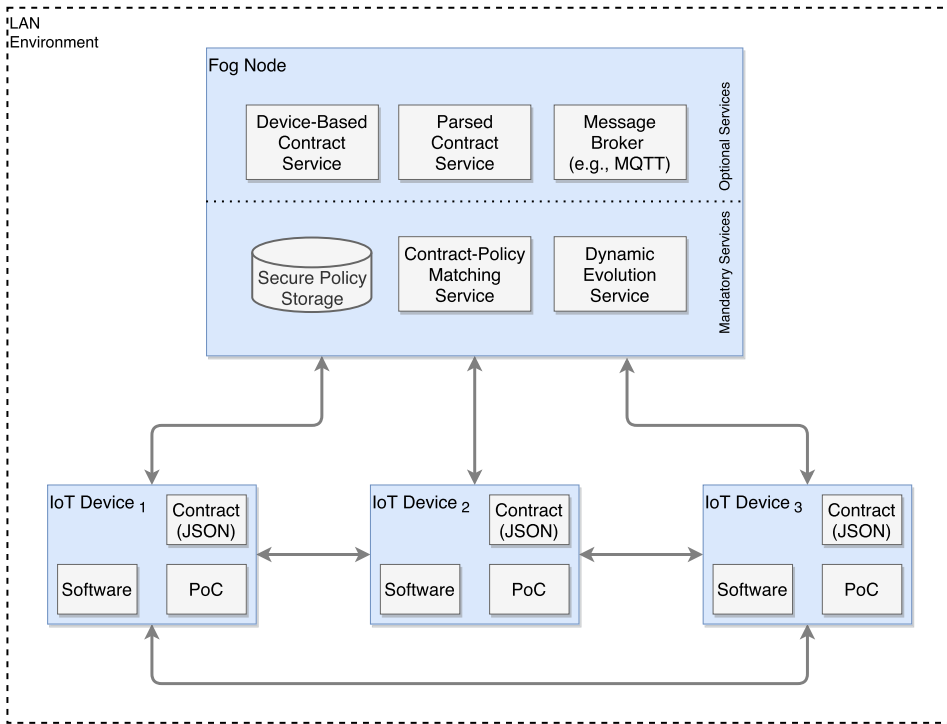 LAN
Environment
Fog Node
Device-Based
Contract
Service
Parsed
Contract
Service
Message
Broker
(e.g., MQTT)
Optional Services
Secure Policy
Storage
Contract-Policy
Matching
Service
Dynamic
Evolution
Service
Mandatory Services
IoT Device 1
Contract
(JSON)
Software
PoC
IoT Device 2
Contract
(JSON)
Software
PoC
IoT Device 3
Contract
(JSON)
Software
PoC